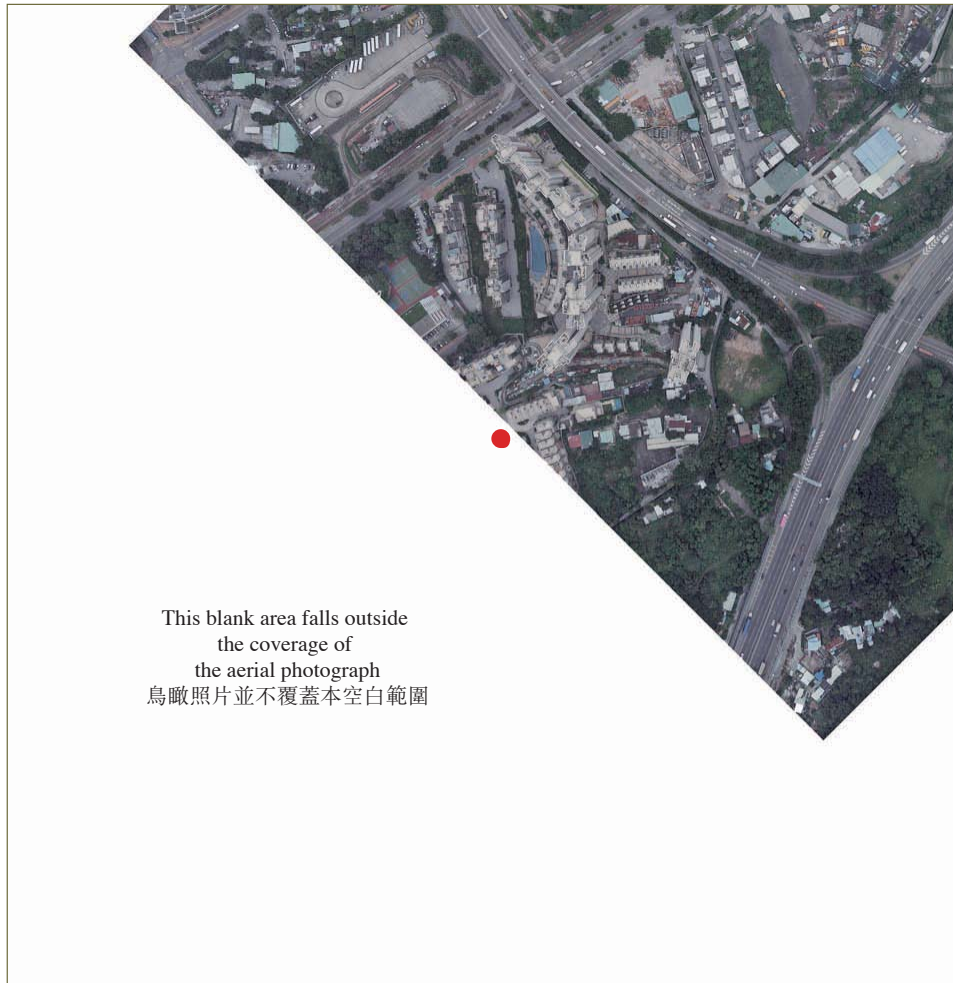 This blank area falls outside
the coverage of
the aerial photograph
鳥瞰照片並不覆蓋本空白範圍